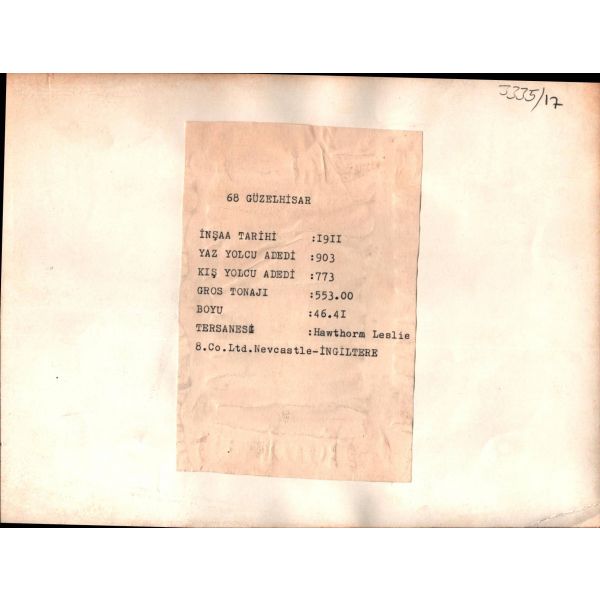 3335/17
68 GÜZELHİSAR
İNŞAA TARİHİ :I9II
YAZ YOLCU ADEDİ :903
KIŞ YOLCU ADEDİ :773
GROS TONAJI :553.00
BOYU :46.4I
TERSANESİ :Hawthorm Leslie
8.Co.Ltd.Nevcastle-İNGİLTERE